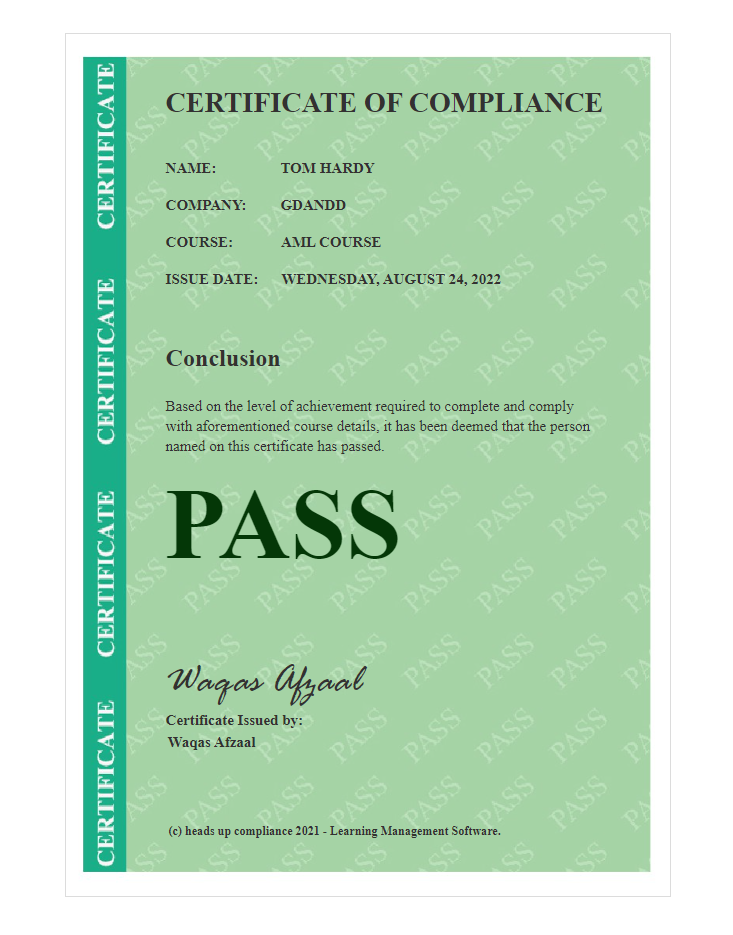 CERTIFICATE OF COMPLIANCE
NAME: TOM HARDY
COMPANY: GDANDD
COURSE: AML COURSE
ISSUE DATE: WEDNESDAY, AUGUST 24, 2022
Conclusion
Based on the level of achievement required to complete and comply
with aforementioned course details, it has been deemed that the person
named on this certificate has passed.
PASS
Waqas Afzaal
Certificate Issued by:
Waqas Afzaal
(c) heads up compliance 2021 - Learning Management Software.
CERTIFICATE
CERTIFICATE
CERTIFICATE
CERTIFICATE